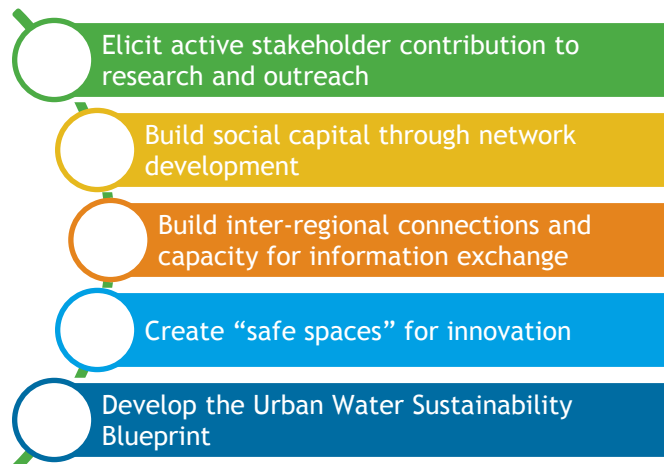 Elicit active stakeholder contribution to
research and outreach
Build social capital through network
development
Build inter-regional connections and
capacity for information exchange
Create “safe spaces” for innovation
Develop the Urban Water Sustainability
Blueprint